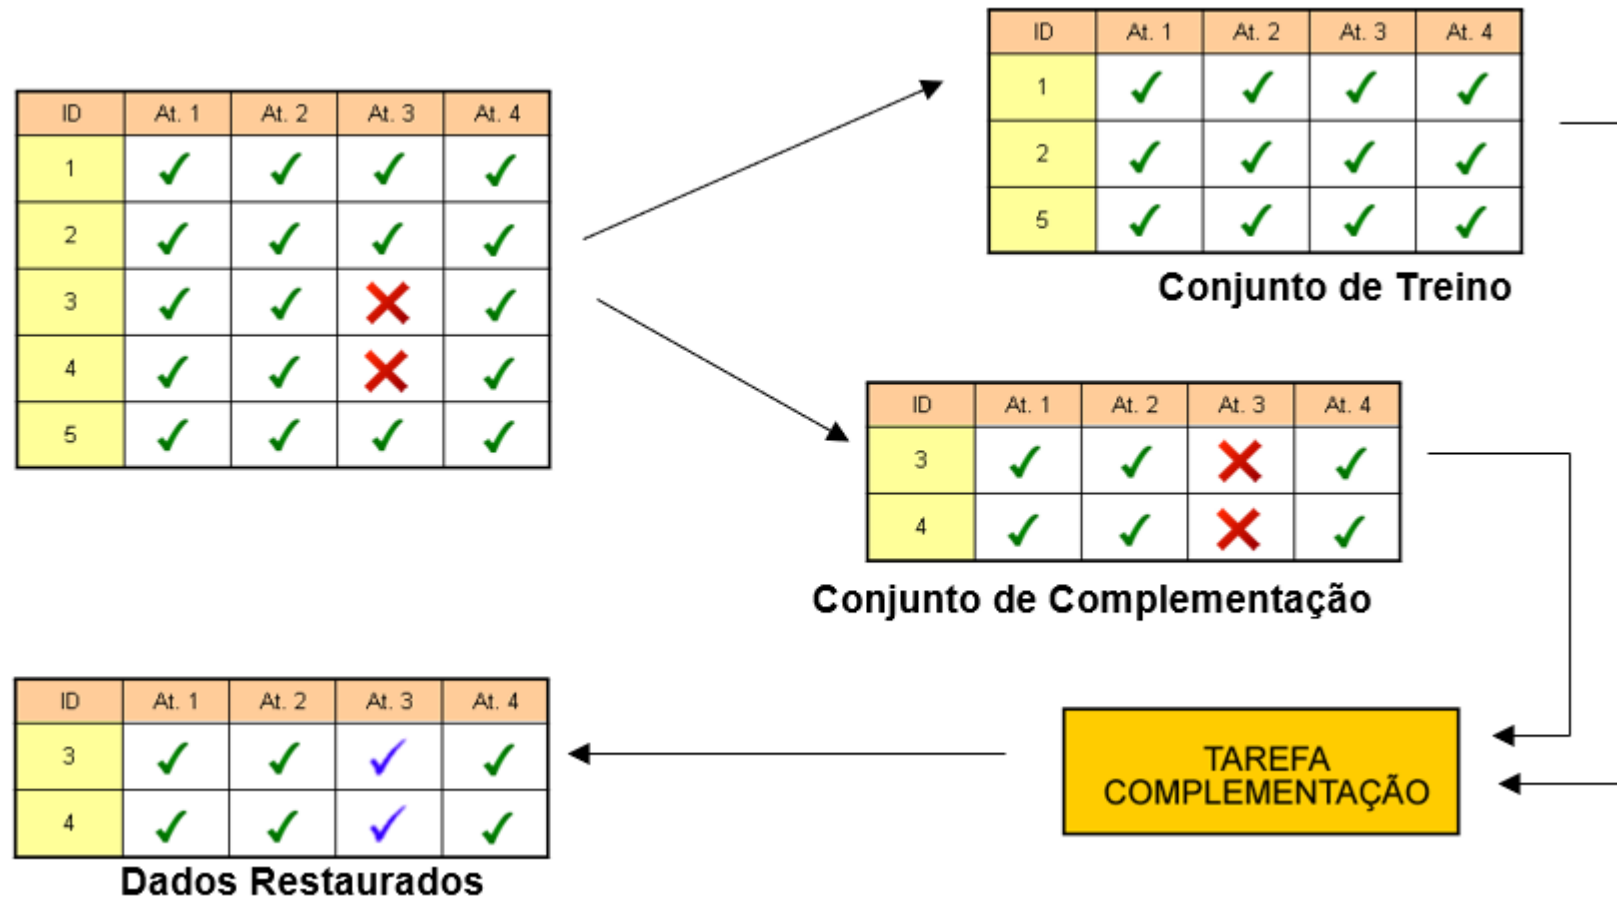 ID At. 1 At. 2 At. 3 At. 4
1
2
3
4
5
ID At. 1 At. 2 At. 3 At. 4
1
2
5
Conjunto de Treino
ID At. 1 At. 2 At. 3 At. 4
3
4
Conjunto de Complementação
TAREFA
COMPLEMENTAÇÃO
ID At. 1 At. 2 At. 3 At. 4
3
4
Dados Restaurados